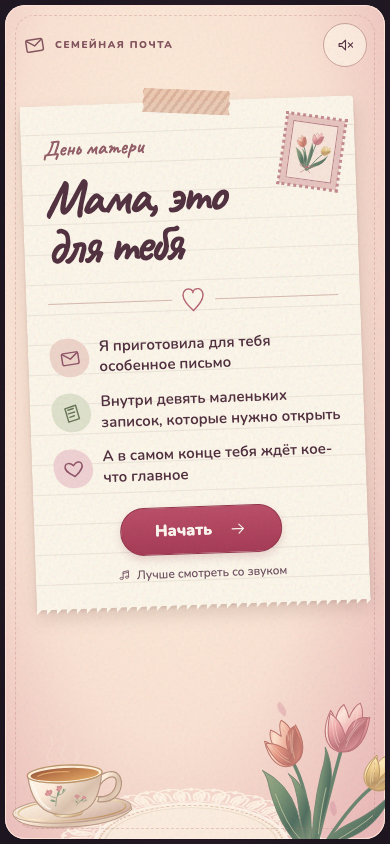 СЕМЕЙНАЯ ПОЧТА
День матери
Мама, это
для тебя
Я приготовила для тебя
особенное письмо
Внутри девять маленьких
записок, которые нужно открыть
А в самом конце тебя ждёт кое-
что главное
Начать →
Лучше смотреть со звуком